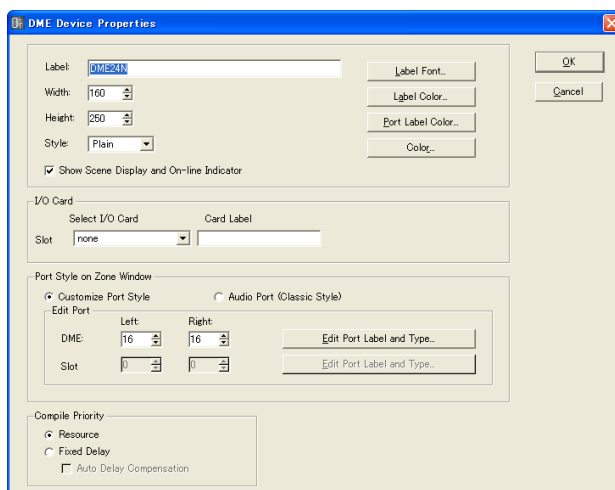 DME Device Properties
Label: DME24N
Label Font...
OK
Width: 160
Label Color...
Cancel
Height: 250
Port Label Color...
Style: Plain
Color...
Show Scene Display and On-line Indicator
I/O Card
Select I/O Card
Card Label
Slot none
Port Style on Zone Window
Customize Port Style
Audio Port (Classic Style)
Edit Port
Left:
Right:
DME: 16 16 Edit Port Label and Type...
Slot 0 0 Edit Port Label and Type...
Compile Priority
Resource
Fixed Delay
Auto Delay Compensation